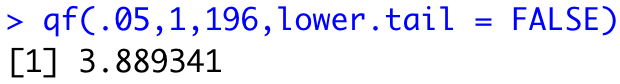 > qf(.05,1,196,lower.tail = FALSE)
[1] 3.889341